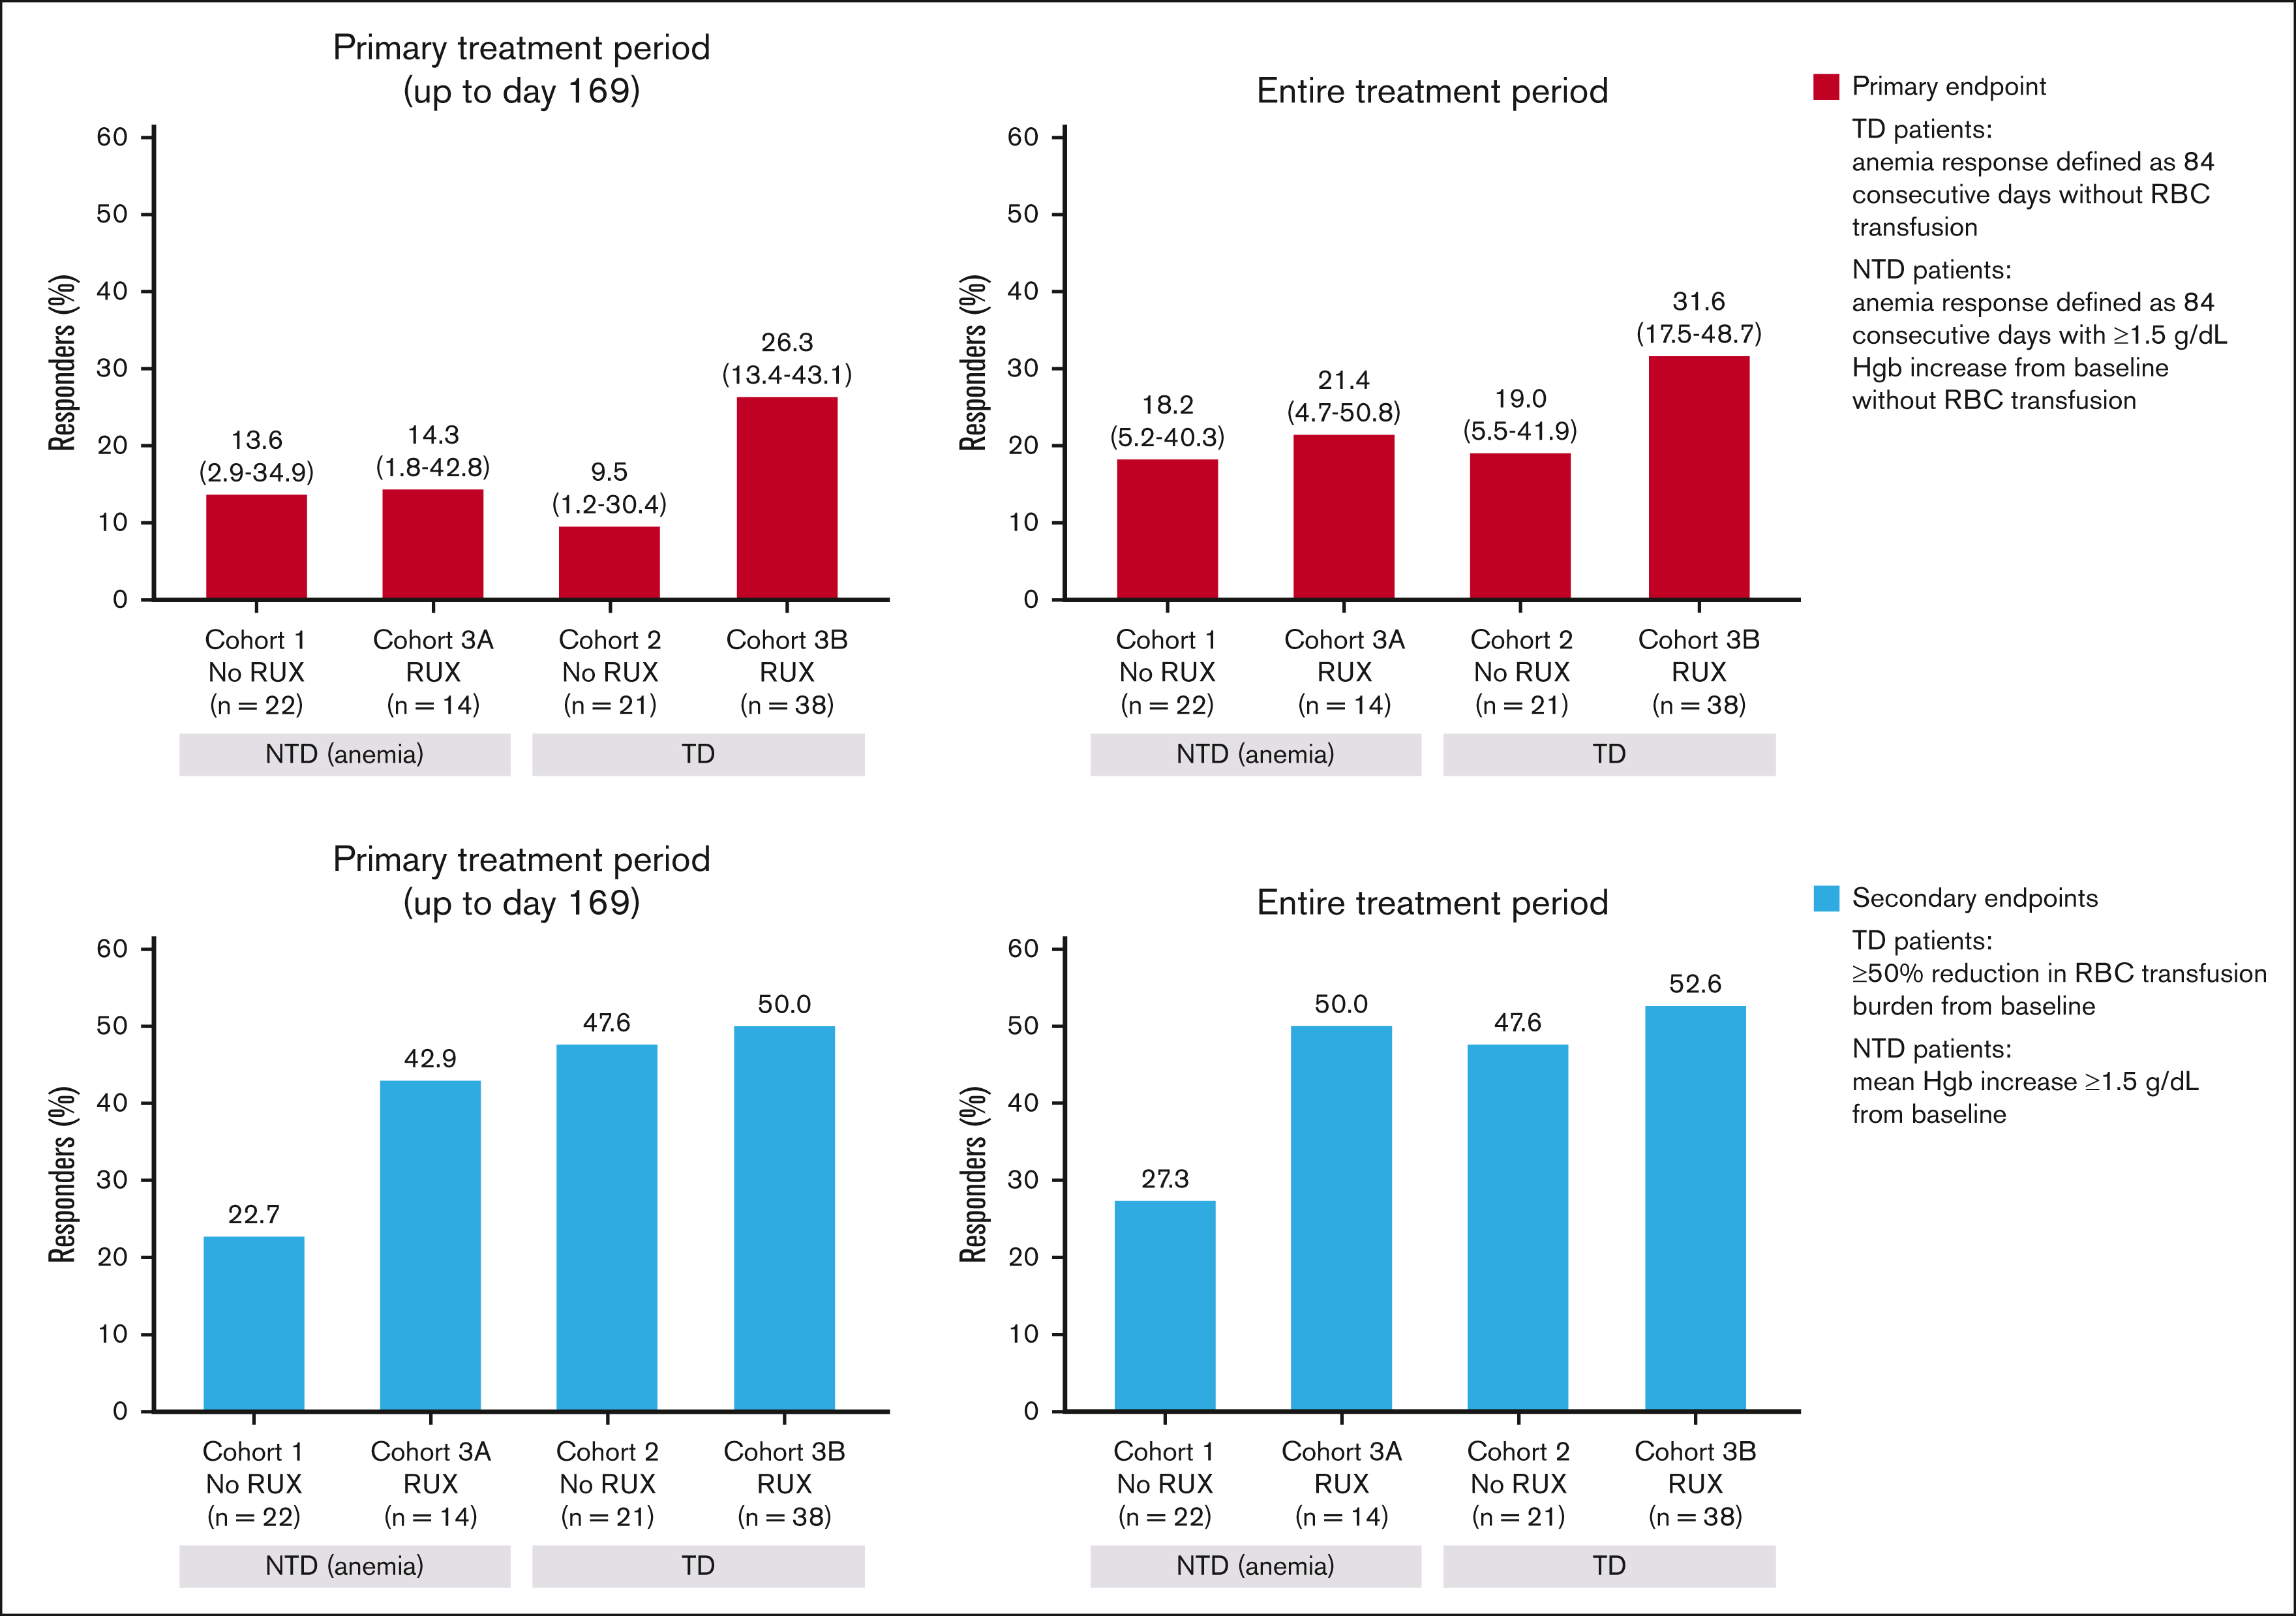 Primary treatment period
(up to day 169)
Responders (%)
60
50
40
30
20
10
0
13.6
(2.9-34.9)
14.3
(1.8-42.8)
9.5
(1.2-30.4)
26.3
(13.4-43.1)
Cohort 1
No RUX
(n = 22)
Cohort 3A
RUX
(n = 14)
Cohort 2
No RUX
(n = 21)
Cohort 3B
RUX
(n = 38)
NTD (anemia)
TD
Entire treatment period
Responders (%)
60
50
40
30
20
10
0
18.2
(5.2-40.3)
21.4
(4.7-50.8)
19.0
(5.5-41.9)
31.6
(17.5-48.7)
Cohort 1
No RUX
(n = 22)
Cohort 3A
RUX
(n = 14)
Cohort 2
No RUX
(n = 21)
Cohort 3B
RUX
(n = 38)
NTD (anemia)
TD
Primary endpoint
TD patients:
anemia response defined as 84
consecutive days without RBC
transfusion
NTD patients:
anemia response defined as 84
consecutive days with ≥1.5 g/dL
Hgb increase from baseline
without RBC transfusion
Primary treatment period
(up to day 169)
Responders (%)
60
50
40
30
20
10
0
22.7
42.9
47.6
50.0
Cohort 1
No RUX
(n = 22)
Cohort 3A
RUX
(n = 14)
Cohort 2
No RUX
(n = 21)
Cohort 3B
RUX
(n = 38)
NTD (anemia)
TD
Entire treatment period
Responders (%)
60
50
40
30
20
10
0
27.3
50.0
47.6
52.6
Cohort 1
No RUX
(n = 22)
Cohort 3A
RUX
(n = 14)
Cohort 2
No RUX
(n = 21)
Cohort 3B
RUX
(n = 38)
NTD (anemia)
TD
Secondary endpoints
TD patients:
≥50% reduction in RBC transfusion
burden from baseline
NTD patients:
mean Hgb increase ≥1.5 g/dL
from baseline